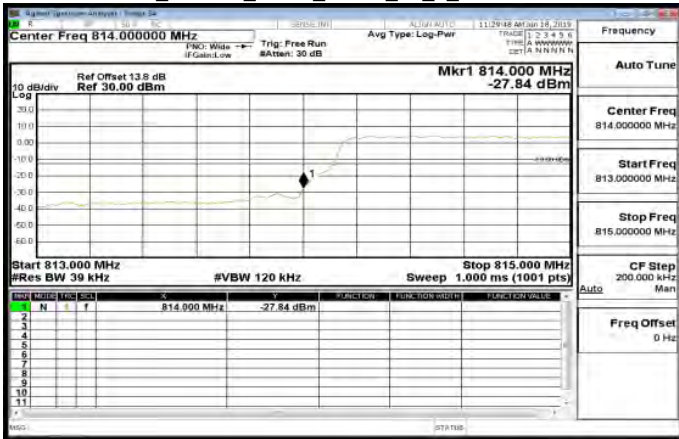 Agilent Spectrum Analyzer - Swept SA
SENSE:INT ALIGN AUTO 11:29:48 AM Jan 18, 2019
Center Freq 814.000000 MHz
PNO: Wide
IFGain:Low
Trig: Free Run
#Atten: 30 dB
Avg Type: Log-Pwr
TRACE 1 2 3 4 5 6
TYPE A WWWWW
DET A NNNNN
Ref Offset 13.8 dB
10 dB/div Ref 30.00 dBm
Log
Mkr1 814.000 MHz
-27.84 dBm
20.0
10.0
0.00
-10.0
-20.0
-30.0
-40.0
-50.0
-60.0
1
Start 813.000 MHz Stop 815.000 MHz
#Res BW 39 kHz #VBW 120 kHz Sweep 1.000 ms (1001 pts)
MKR MODE TRC SCL X Y FUNCTION FUNCTION WIDTH FUNCTION VALUE
1 N 1 f 814.000 MHz -27.84 dBm
2
3
4
5
6
7
8
9
10
11
MSG STATUS
Frequency
Auto Tune
Center Freq
814.000000 MHz
Start Freq
813.000000 MHz
Stop Freq
815.000000 MHz
CF Step
200.000 kHz
Auto Man
Freq Offset
0 Hz